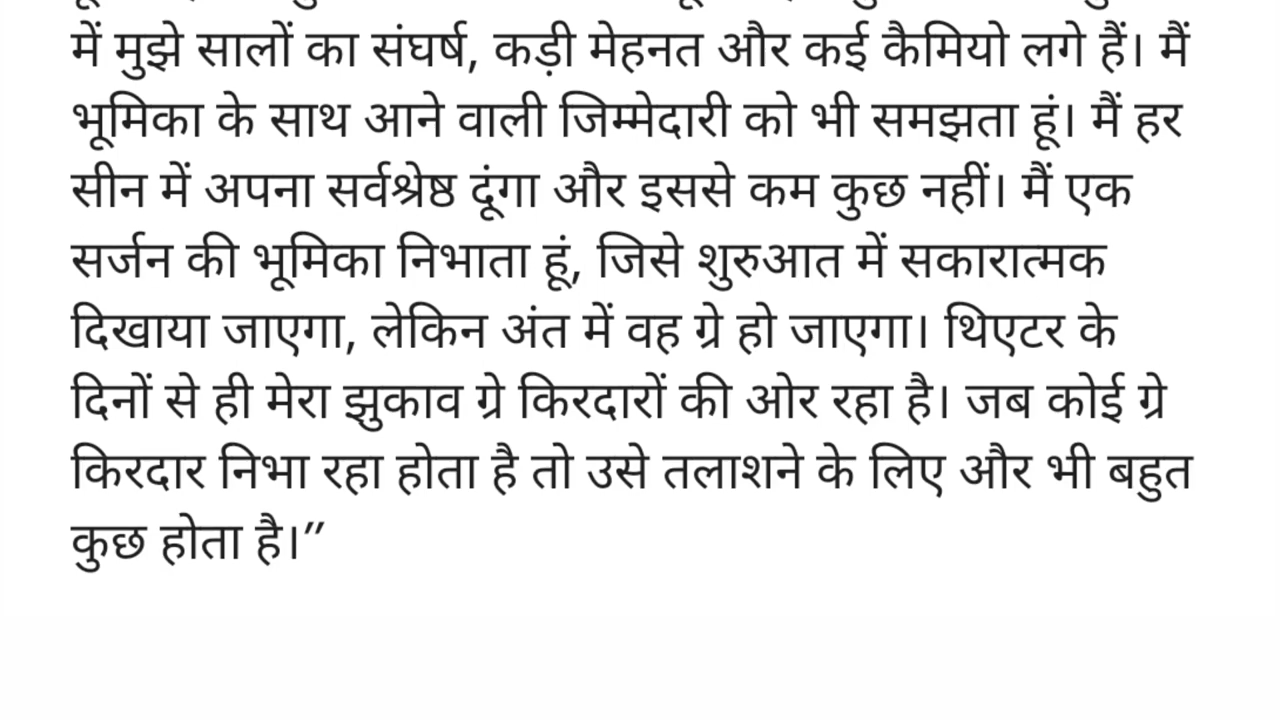 में मुझे सालों का संघर्ष, कड़ी मेहनत और कई कैमियो लगे हैं। मैं
भूमिका के साथ आने वाली जिम्मेदारी को भी समझता हूं। मैं हर
सीन में अपना सर्वश्रेष्ठ दूंगा और इससे कम कुछ नहीं। मैं एक
सर्जन की भूमिका निभाता हूं, जिसे शुरुआत में सकारात्मक
दिखाया जाएगा, लेकिन अंत में वह ग्रे हो जाएगा। थिएटर के
दिनों से ही मेरा झुकाव ग्रे किरदारों की ओर रहा है। जब कोई ग्रे
किरदार निभा रहा होता है तो उसे तलाशने के लिए और भी बहुत
कुछ होता है।”